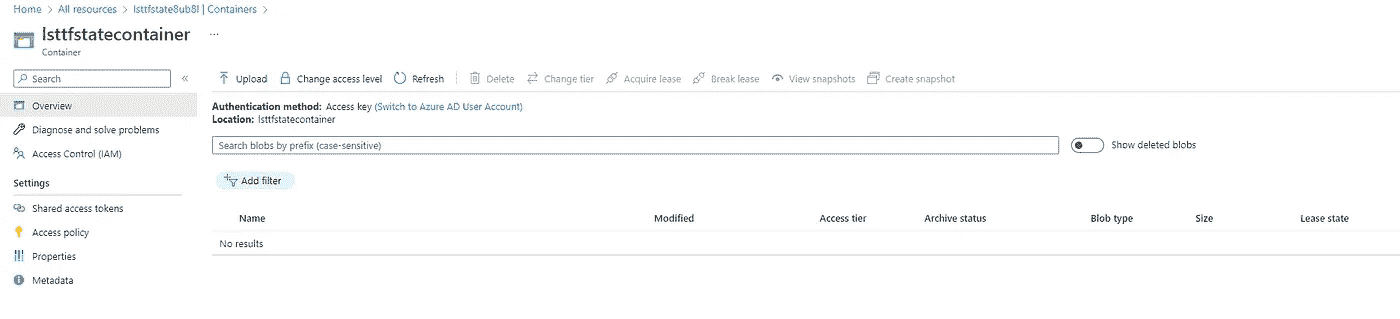 Home > All resources > lsttfstate8ub8l | Containers >
lsttfstatecontainer ...
Container
Search «
Overview
Diagnose and solve problems
Access Control (IAM)
Settings
Shared access tokens
Access policy
Properties
Metadata
Upload Change access level Refresh Delete Change tier Acquire lease Break lease View snapshots Create snapshot
Authentication method: Access key (Switch to Azure AD User Account)
Location: lsttfstatecontainer
Search blobs by prefix (case-sensitive) Show deleted blobs
Add filter
Name Modified Access tier Archive status Blob type Size Lease state
No results